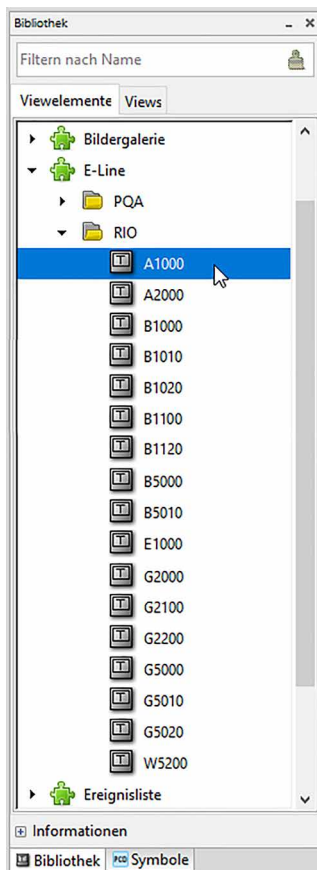 Bibliothek
Filtern nach Name
Viewelemente Views
Bildergalerie
E-Line
PQA
RIO
A1000
A2000
B1000
B1010
B1020
B1100
B1120
B5000
B5010
E1000
G2000
G2100
G2200
G5000
G5010
G5020
W5200
Ereignisliste
Informationen
Bibliothek PCD Symbole